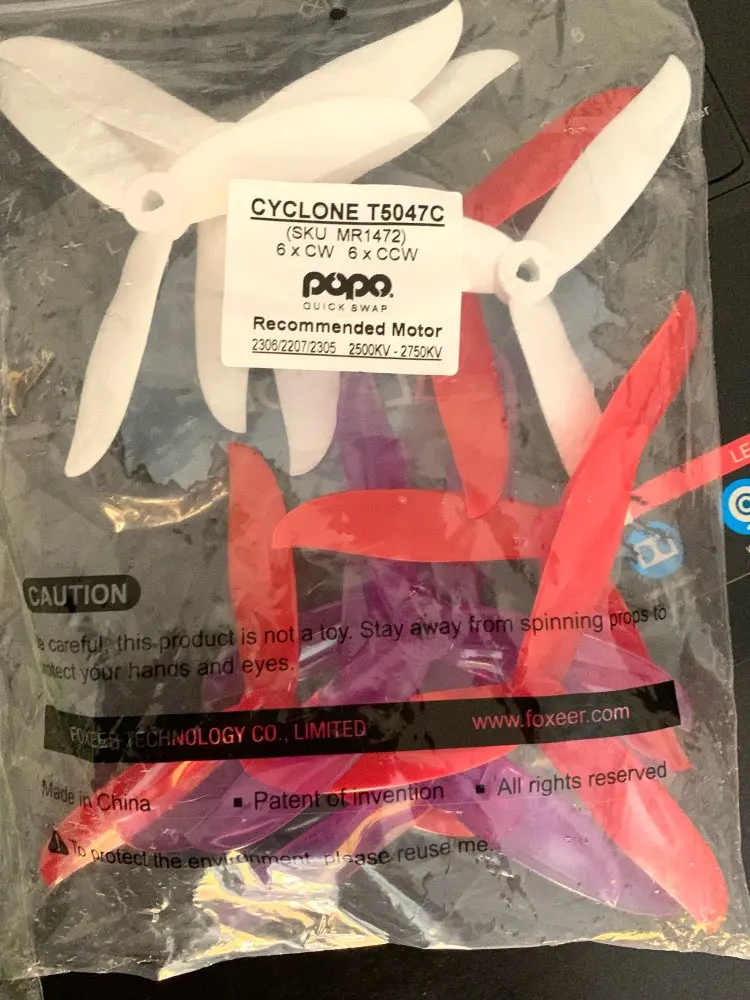 CYCLONE T5047C
(SKU MR1472)
6 x CW 6 x CCW
popo.
QUICK SWAP
Recommended Motor
2306/2207/2305 2500KV - 2750KV
LE
CAUTION
careful, this product is not a toy. Stay away from spinning props to
your hands and eyes.
FOXEER TECHNOLOGY CO., LIMITED www.foxeer.com
Made in China ▪ Patent of invention ▪ All rights reserved
To protect the environment, please reuse me.